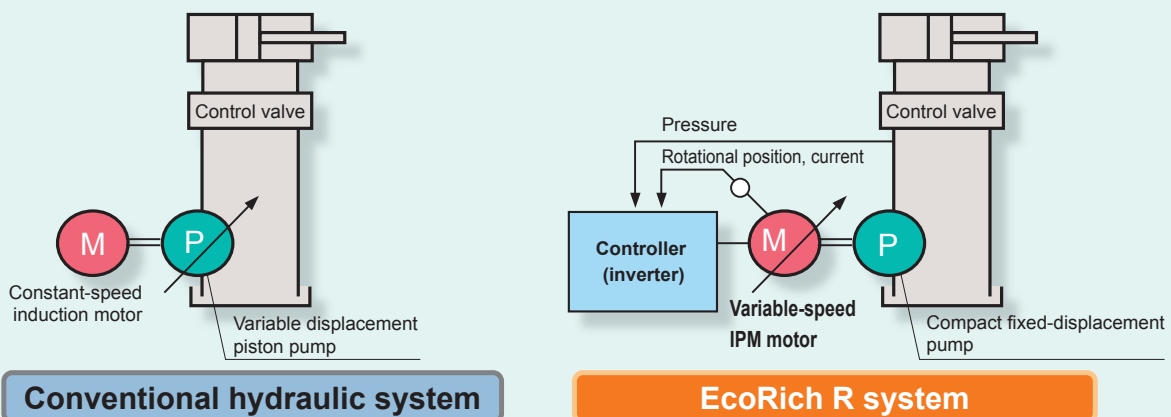 Control valve
M
P
Constant-speed
induction motor
Variable displacement
piston pump
Conventional hydraulic system
Control valve
Pressure
Rotational position, current
Controller
(inverter)
M
P
Variable-speed
IPM motor
Compact fixed-displacement
pump
EcoRich R system